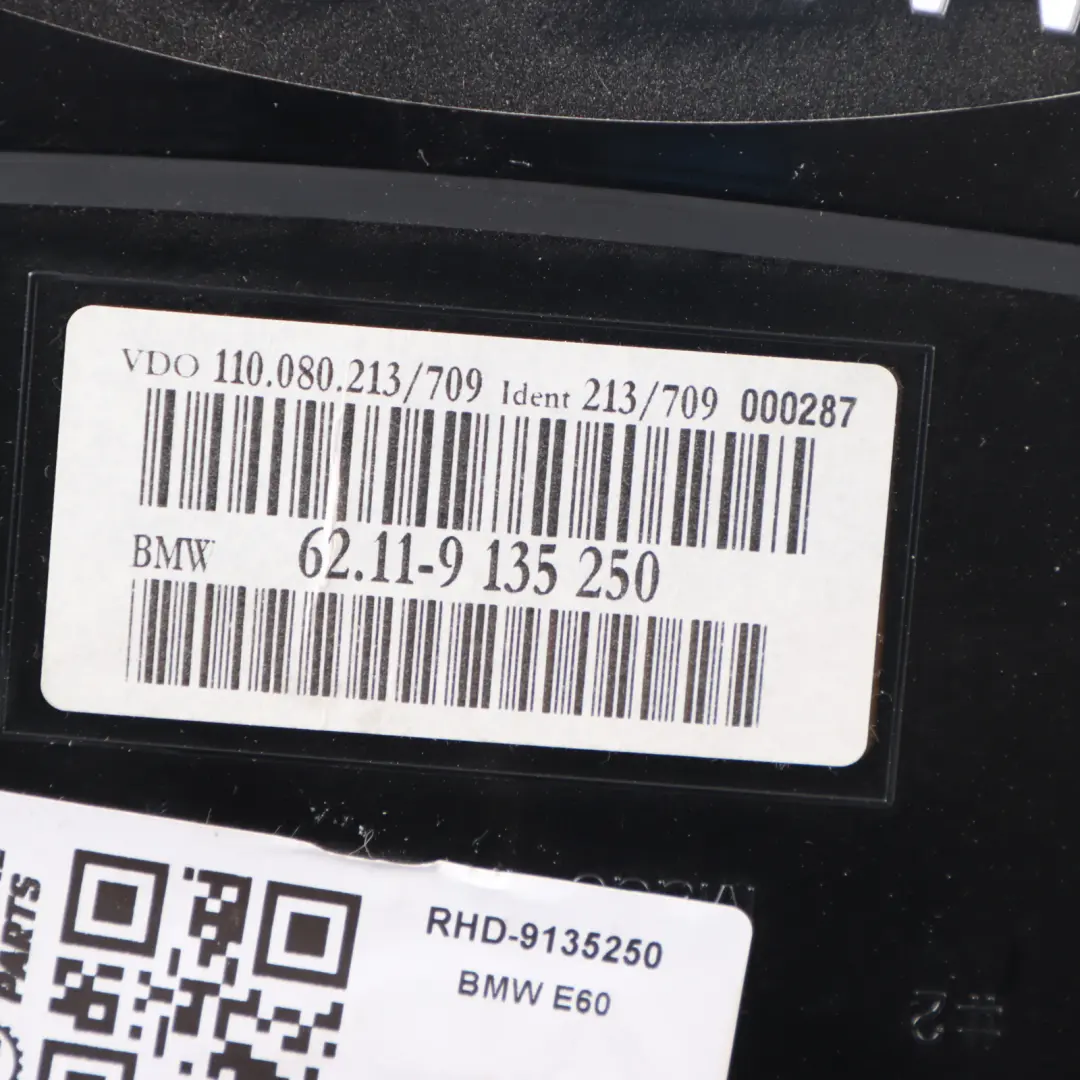 VDO 110.080.213/709 Ident 213/709 000287
BMW 62.11-9 135 250
PARTS
RHD-9135250
BMW E60